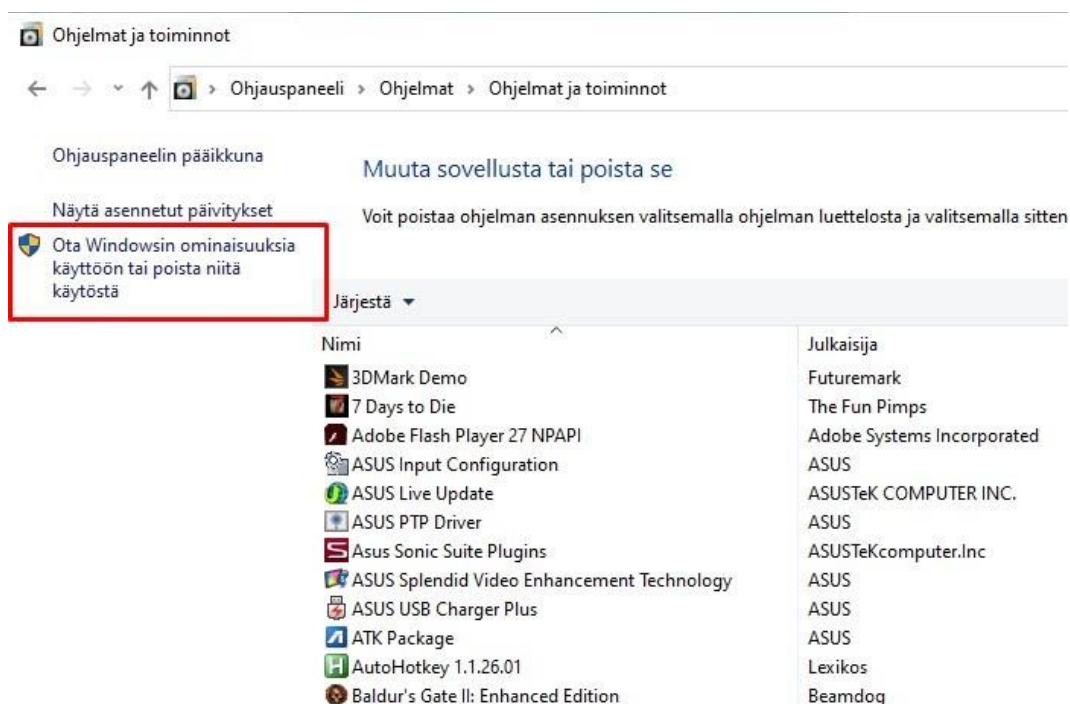 Ohjelmat ja toiminnot
Ohjauspaneeli › Ohjelmat › Ohjelmat ja toiminnot
Ohjauspaneelin pääikkuna
Näytä asennetut päivitykset
Ota Windowsin ominaisuuksia
käyttöön tai poista niitä
käytöstä
Muuta sovellusta tai poista se
Voit poistaa ohjelman asennuksen valitsemalla ohjelman luettelosta ja valitsemalla sitten
Järjestä
Nimi Julkaisija
3DMark Demo Futuremark
7 Days to Die The Fun Pimps
Adobe Flash Player 27 NPAPI Adobe Systems Incorporated
ASUS Input Configuration ASUS
ASUS Live Update ASUSTeK COMPUTER INC.
ASUS PTP Driver ASUS
Asus Sonic Suite Plugins ASUSTeKcomputer.Inc
ASUS Splendid Video Enhancement Technology ASUS
ASUS USB Charger Plus ASUS
ATK Package ASUS
AutoHotkey 1.1.26.01 Lexikos
Baldur's Gate II: Enhanced Edition Beamdog